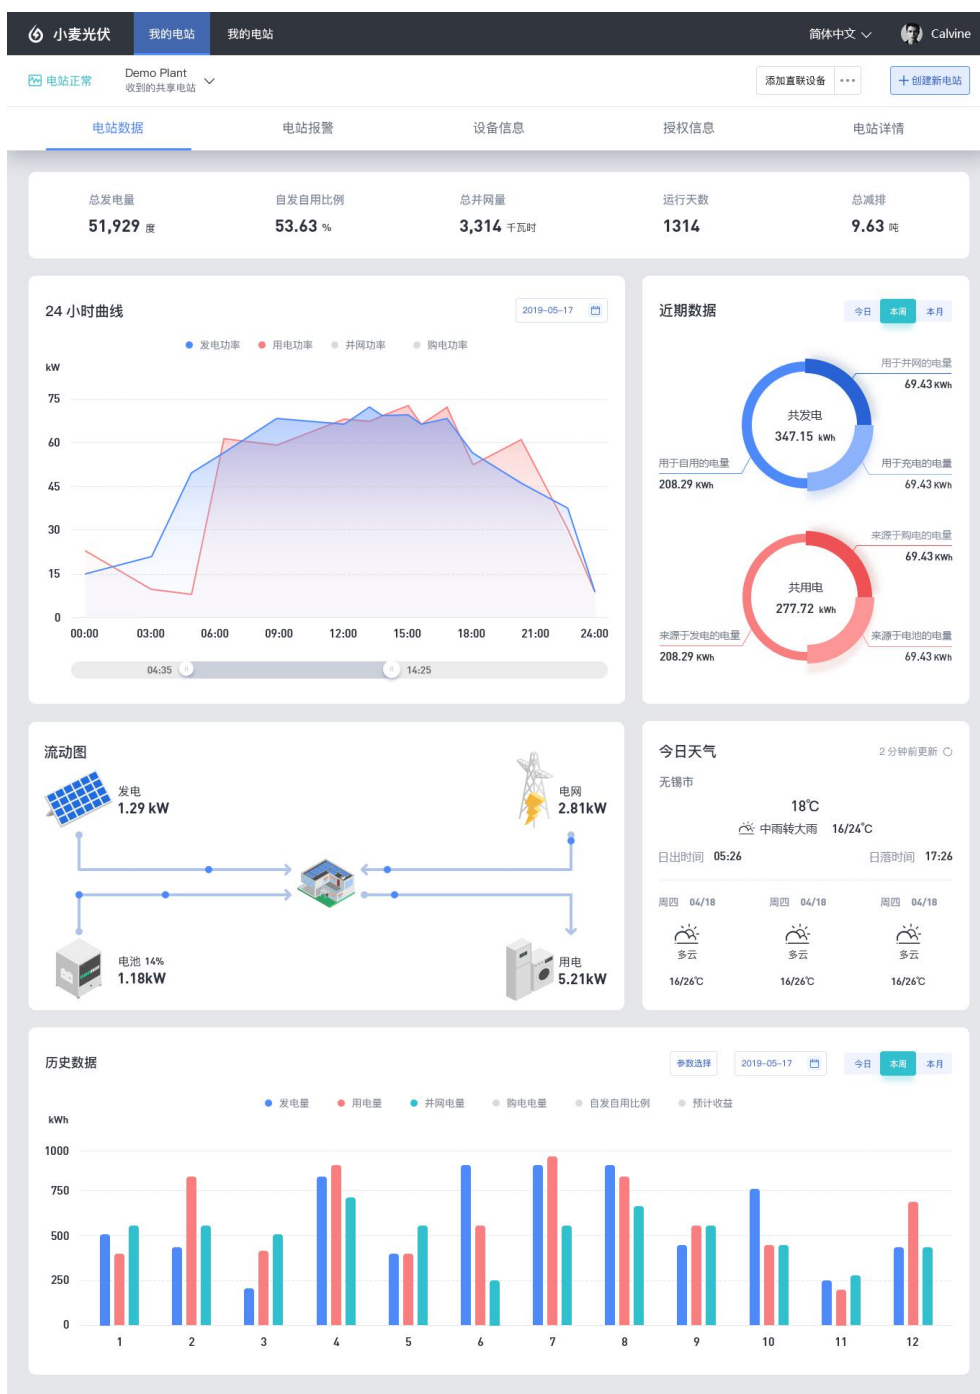 小麦光伏 我的电站 我的电站 简体中文 Calvine
电站正常 Demo Plant 收到的共享电站 添加直联设备 ··· +创建新电站
电站数据 电站报警 设备信息 授权信息 电站详情
总发电量 自发自用比例 总并网量 运行天数 总减排
51,929 度 53.63 % 3,314 千瓦时 1314 9.63 吨
24 小时曲线 2019-05-17
发电功率 用电功率 并网功率 购电功率
kW
75
60
45
30
15
0
00:00 03:00 06:00 09:00 12:00 15:00 18:00 21:00 24:00
04:35 14:25
近期数据 今日 本周 本月
用于并网的电量
69.43 KWh
共发电
347.15 kWh
用于自用的电量 用于充电的电量
208.29 KWh 69.43 KWh
来源于购电的电量
69.43 KWh
共用电
277.72 kWh
来源于发电的电量 来源于电池的电量
208.29 KWh 69.43 KWh
流动图
发电 电网
1.29 kW 2.81kW
电池 14% 用电
1.18kW 5.21kW
今日天气 2 分钟前更新
无锡市
18℃
中雨转大雨 16/24℃
日出时间 05:26 日落时间 17:26
周四 04/18 周四 04/18 周四 04/18
多云 多云 多云
16/26℃ 16/26℃ 16/26℃
历史数据 参数选择 2019-05-17 今日 本周 本月
发电量 用电量 并网电量 购电电量 自发自用比例 预计收益
kWh
1000
750
500
250
0
1 2 3 4 5 6 7 8 9 10 11 12